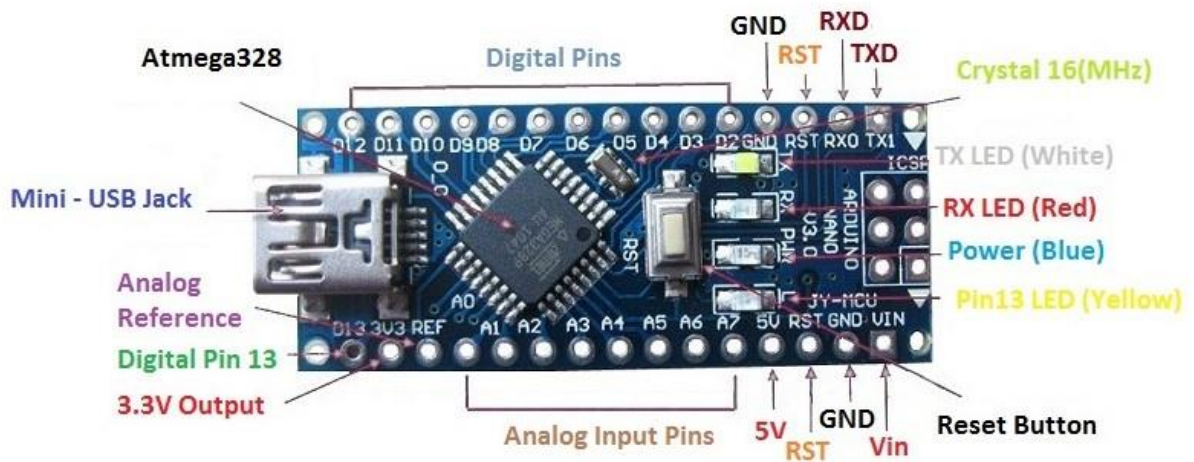 GND
RXD
RST
TXD
Atmega328
Digital Pins
Crystal 16(MHz)
D12 D11 D10 D9 D8 D7 D6 D5 D4 D3 D2 GND RST RX0 TX1
ICSP
TX LED (White)
TX
Mini - USB Jack
RX
RX LED (Red)
ARDUINO
NANO
V3.0
RST
PWR
Power (Blue)
L
Pin13 LED (Yellow)
JY-MCU
Analog
Reference
A0
D13 3V3 REF A1 A2 A3 A4 A5 A6 A7 5V RST GND VIN
Digital Pin 13
3.3V Output
Analog Input Pins
5V
RST
GND
Vin
Reset Button